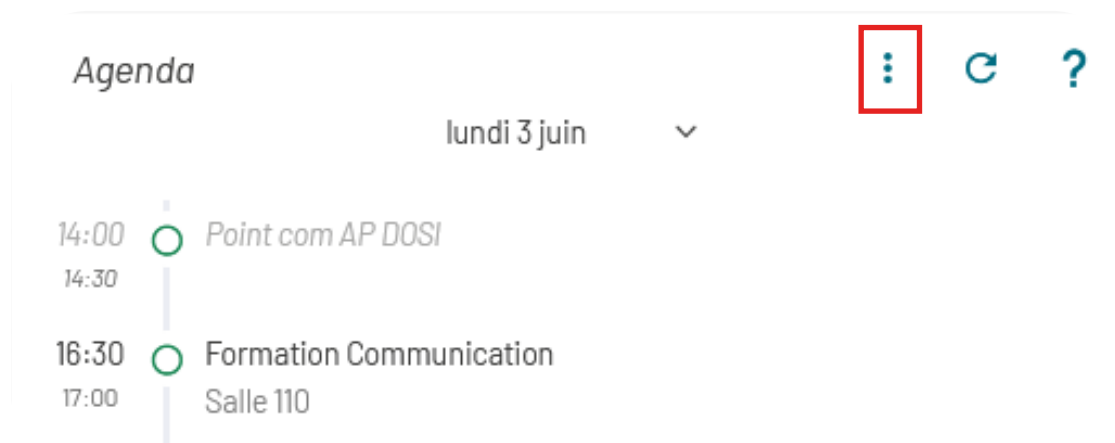 Agenda ?
lundi 3 juin
14:00 Point com AP DOSI
14:30
16:30 Formation Communication
17:00 Salle 110